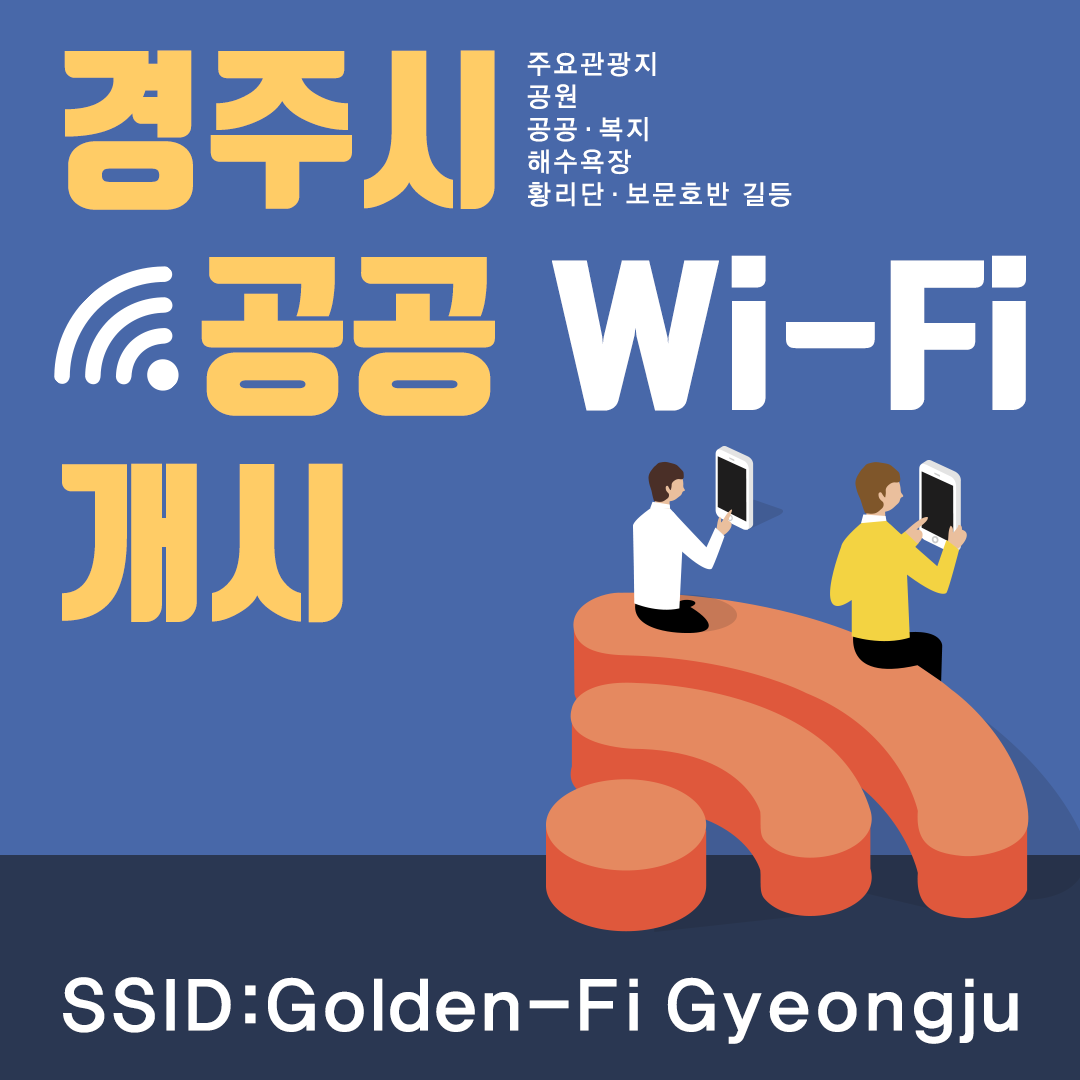 경주시
주요관광지
공원
공공·복지
해수욕장
황리단·보문호반 길등
공공 Wi-Fi
개시
SSID:Golden-Fi Gyeongju